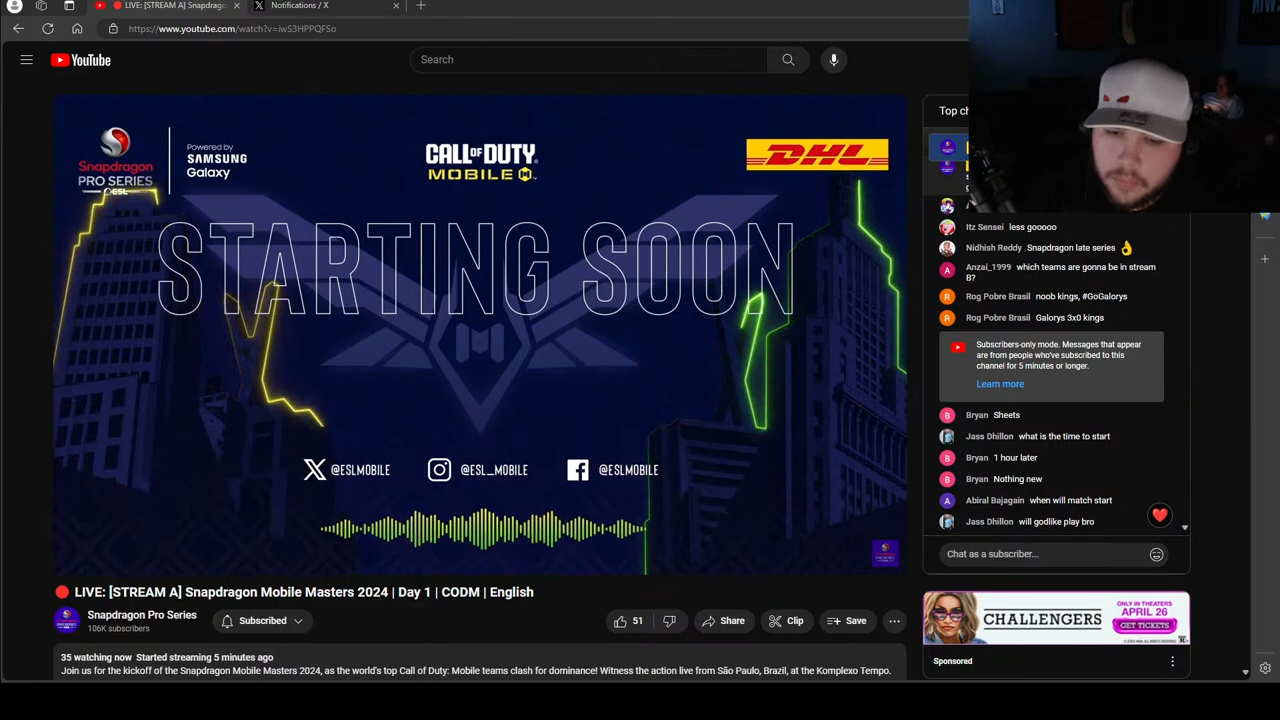 LIVE: [STREAM A] Snapdragon
Notifications / X
https://www.youtube.com/watch?v=iwS3HPPQFSo
YouTube
Search
Snapdragon
PRO SERIES
ESL
Powered by
SAMSUNG
Galaxy
CALL OF DUTY
MOBILE
DHL
STARTING SOON
@ESLMOBILE
@ESL_MOBILE
@ESLMOBILE
LIVE: [STREAM A] Snapdragon Mobile Masters 2024 | Day 1 | CODM | English
Snapdragon Pro Series
106K subscribers
Subscribed
51
Share
Clip
Save
35 watching now Started streaming 5 minutes ago
Join us for the kickoff of the Snapdragon Mobile Masters 2024, as the world's top Call of Duty: Mobile teams clash for dominance! Witness the action live from São Paulo, Brazil, at the Komplexo Tempo.
Top ch
Itz Sensei less gooooo
Nidhish Reddy Snapdragon late series 👌
Anzai_1999 which teams are gonna be in stream
B?
Rog Pobre Brasil noob kings, #GoGalorys
Rog Pobre Brasil Galorys 3x0 kings
Subscribers-only mode. Messages that appear
are from people who've subscribed to this
channel for 5 minutes or longer.
Learn more
Bryan Sheets
Jass Dhillon what is the time to start
Bryan 1 hour later
Bryan Nothing new
Abiral Bajagain when will match start
Jass Dhillon will godlike play bro
Chat as a subscriber...
CHALLENGERS
ONLY IN THEATERS
APRIL 26
GET TICKETS
Sponsored